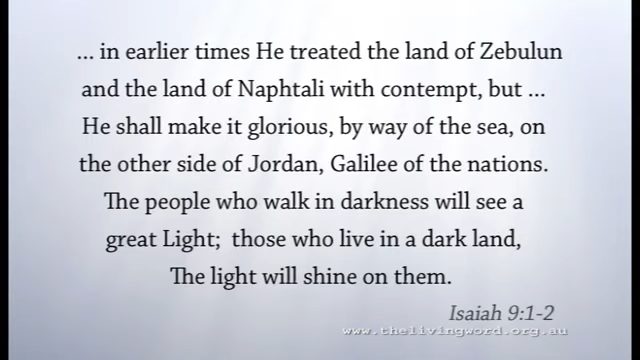 ... in earlier times He treated the land of Zebulun
and the land of Naphtali with contempt, but ...
He shall make it glorious, by way of the sea, on
the other side of Jordan, Galilee of the nations.
The people who walk in darkness will see a
great Light;  those who live in a dark land,
The light will shine on them.
Isaiah 9:1-2
www.thelivingword.org.au